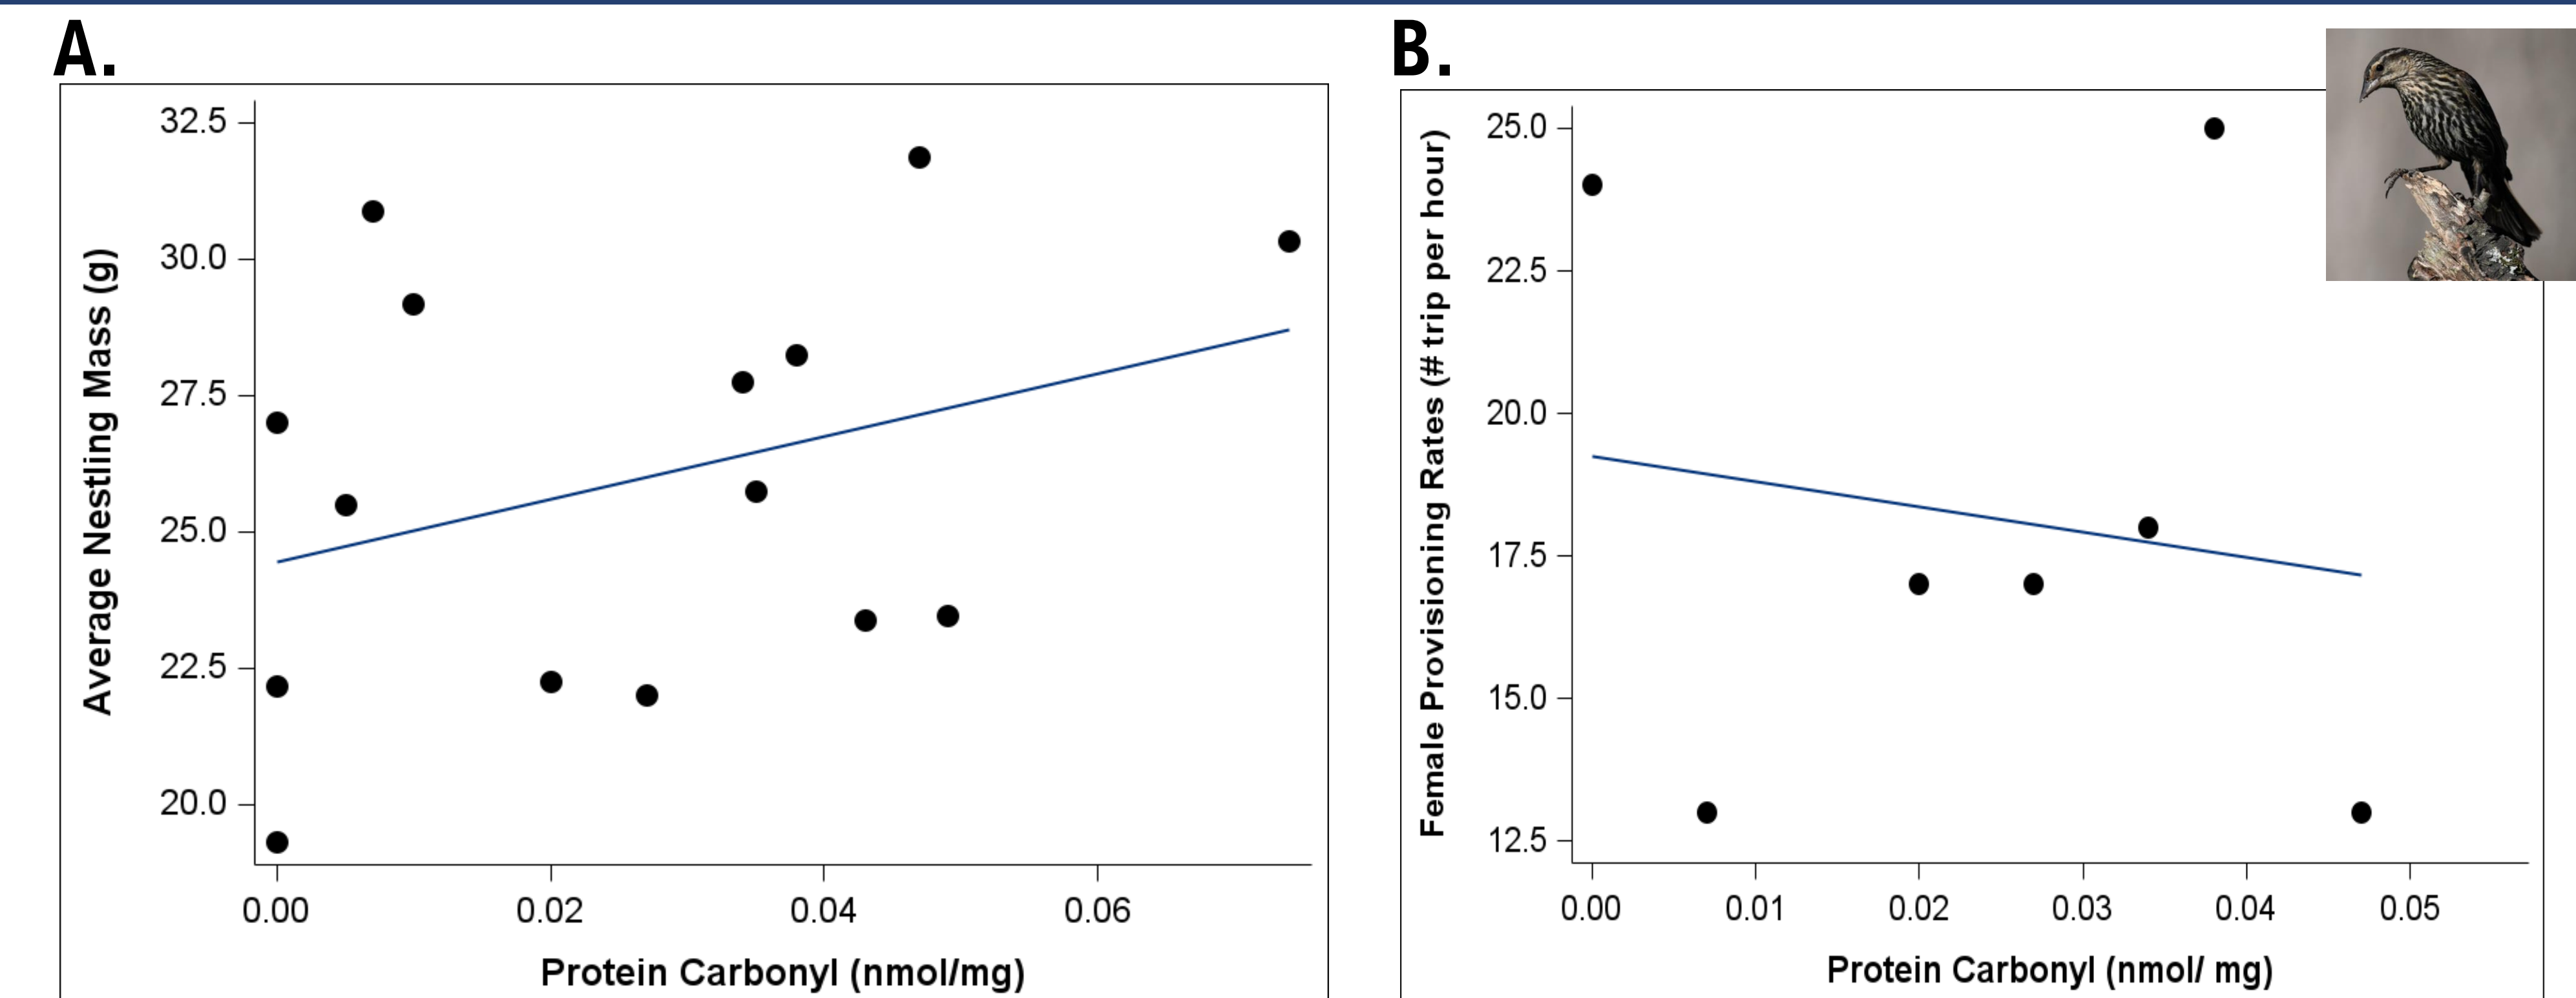 A.
Average Nestling Mass (g)
32.5
30.0
27.5
25.0
22.5
20.0
0.00 0.02 0.04 0.06
Protein Carbonyl (nmol/mg)
B.
Female Provisioning Rates (# trip per hour)
25.0
22.5
20.0
17.5
15.0
12.5
0.00 0.01 0.02 0.03 0.04 0.05
Protein Carbonyl (nmol/ mg)